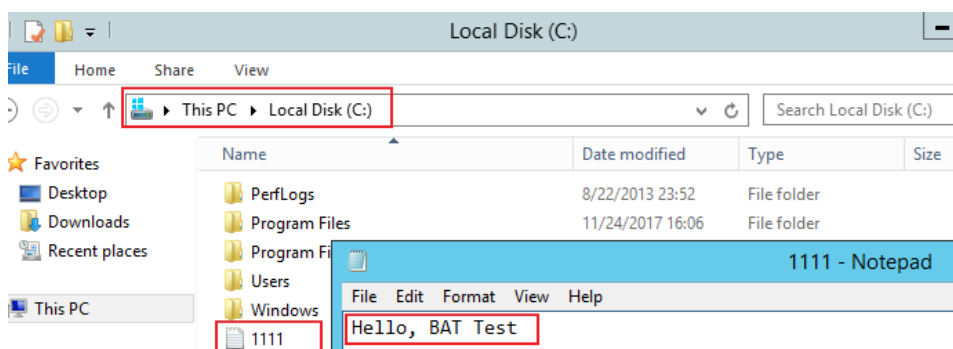 Local Disk (C:)
File Home Share View
This PC Local Disk (C:) Search Local Disk (C:)
Name Date modified Type Size
Favorites
Desktop
Downloads
Recent places
This PC
PerfLogs 8/22/2013 23:52 File folder
Program Files 11/24/2017 16:06 File folder
Program Fi
Users
Windows
1111
1111 - Notepad
File Edit Format View Help
Hello, BAT Test